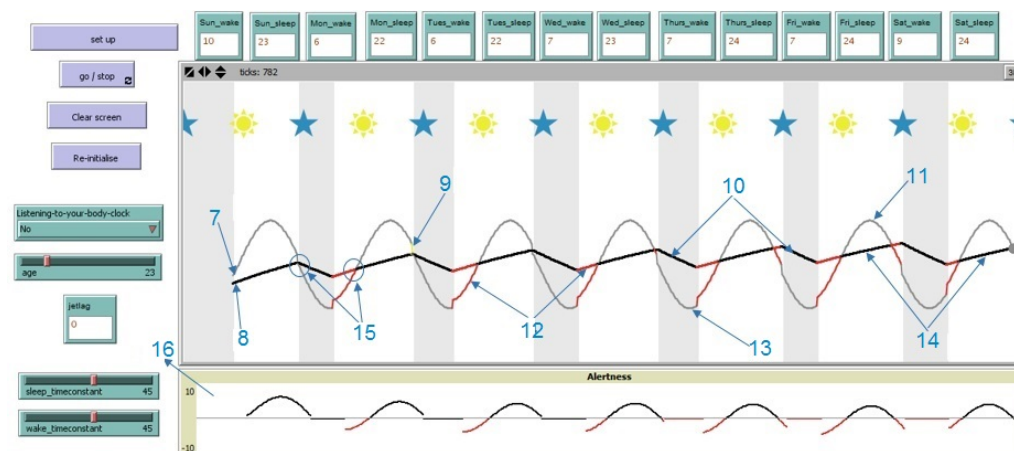 Sun_wake Sun_sleep Mon_wake Mon_sleep Tues_wake Tues_sleep Wed_wake Wed_sleep Thurs_wake Thurs_sleep Fri_wake Fri_sleep Sat_wake Sat_sleep
10 23 6 22 6 22 7 23 7 24 7 24 9 24
set up
go / stop
ticks: 782
Clear screen
Re-initialise
9 10 11
7
Listening-to-your-body-clock
No
age 23
8 15 12 13 14
jetlag
0
16
Alertness
sleep_timeconstant 45
10
wake_timeconstant 45
-10